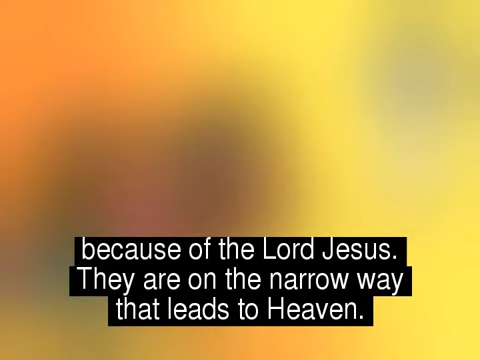 because of the Lord Jesus.
They are on the narrow way
that leads to Heaven.